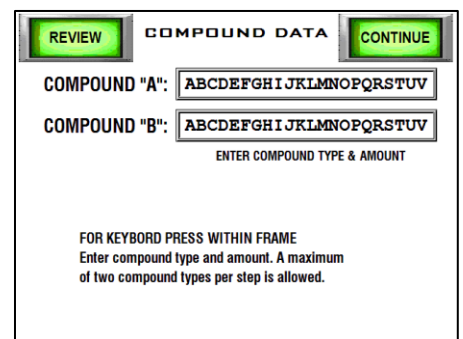 REVIEW COMPOUND DATA CONTINUE
COMPOUND "A": ABCDEFGHIJKLMNOPQRSTUV
COMPOUND "B": ABCDEFGHIJKLMNOPQRSTUV
ENTER COMPOUND TYPE & AMOUNT
FOR KEYBORD PRESS WITHIN FRAME
Enter compound type and amount. A maximum
of two compound types per step is allowed.